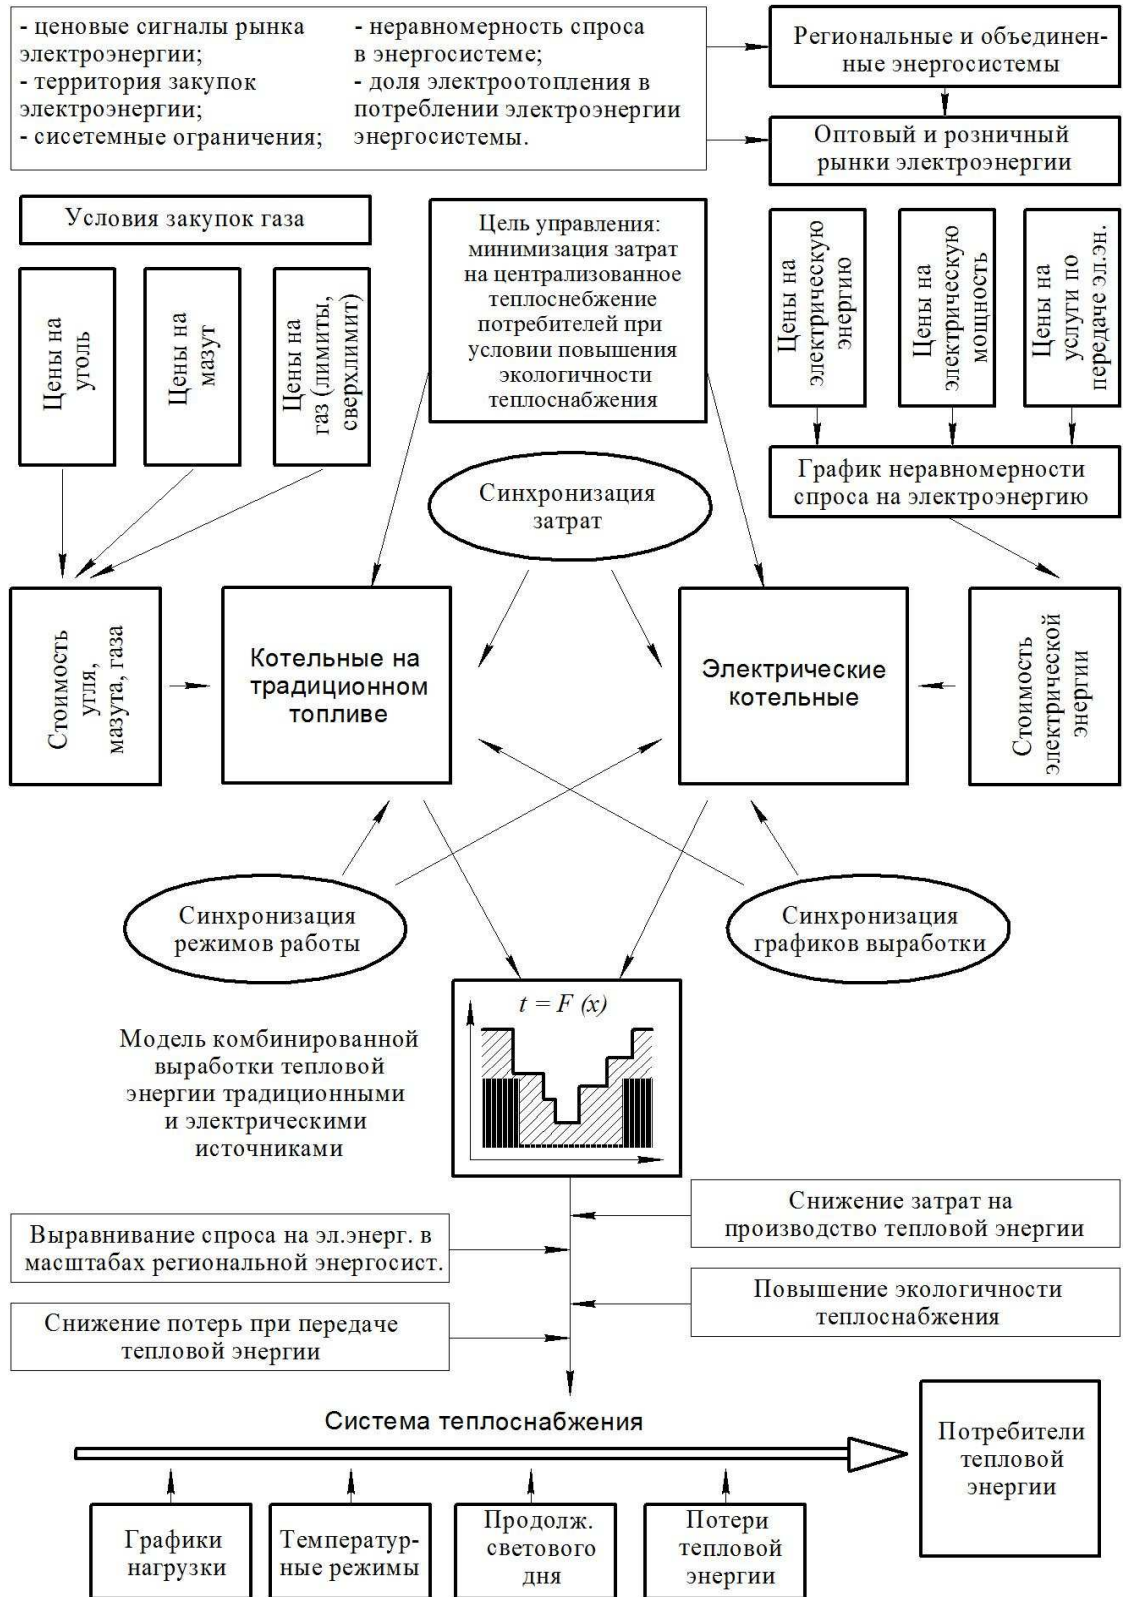 - ценовые сигналы рынка
электроэнергии;
- территория закупок
электроэнергии;
- сисетемные ограничения;
- неравномерность спроса
в энергосистеме;
- доля электроотопления в
потреблении электроэнергии
энергосистемы.
Региональные и объединен-
ные энергосистемы
Оптовый и розничный
рынки электроэнергии
Условия закупок газа
Цены на
уголь
Цены на
мазут
Цены на
газ (лимиты,
сверхлимит)
Цель управления:
минимизация затрат
на централизованное
теплоснебжение
потребителей при
условии повышения
экологичности
теплоснабжения
Цены на
электрическую
энергию
Цены на
электрическую
мощность
Цены на
услуги по
передаче эл.эн.
График неравномерности
спроса на электроэнергию
Синхронизация
затрат
Стоимость
угля,
мазута, газа
Котельные на
традиционном
топливе
Электрические
котельные
Стоимость
электрической
энергии
Синхронизация
режимов работы
Синхронизация
графиков выработки
t = F (x)
Модель комбинированной
выработки тепловой
энергии традиционными
и электрическими
источниками
Снижение затрат на
производство тепловой энергии
Выравнивание спроса на эл.энерг. в
масштабах региональной энергосист.
Повышение экологичности
теплоснабжения
Снижение потерь при передаче
тепловой энергии
Система теплоснабжения
Потребители
тепловой
энергии
Графики
нагрузки
Температур-
ные режимы
Продолж.
светового
дня
Потери
тепловой
энергии